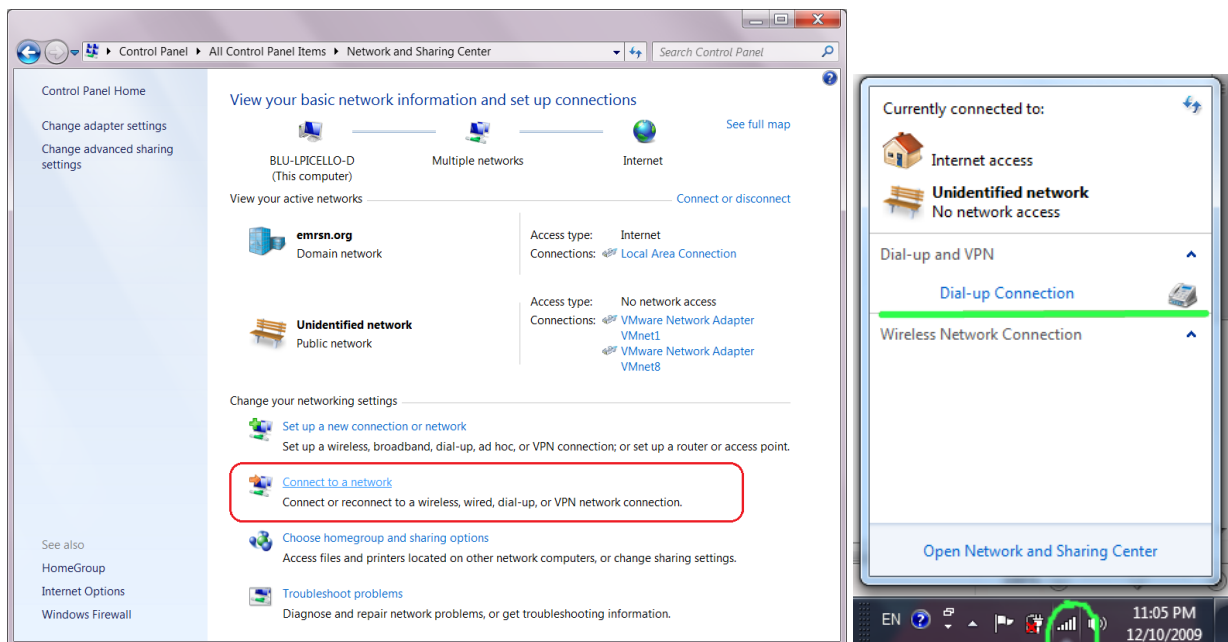 Control Panel ▸ All Control Panel Items ▸ Network and Sharing Center
Search Control Panel
Control Panel Home
Change adapter settings
Change advanced sharing
settings
See also
HomeGroup
Internet Options
Windows Firewall
View your basic network information and set up connections
See full map
BLU-LPICELLO-D
(This computer)
Multiple networks
Internet
View your active networks
Connect or disconnect
emrsn.org
Domain network
Access type: Internet
Connections: Local Area Connection
Unidentified network
Public network
Access type: No network access
Connections: VMware Network Adapter
VMnet1
VMware Network Adapter
VMnet8
Change your networking settings
Set up a new connection or network
Set up a wireless, broadband, dial-up, ad hoc, or VPN connection; or set up a router or access point.
Connect to a network
Connect or reconnect to a wireless, wired, dial-up, or VPN network connection.
Choose homegroup and sharing options
Access files and printers located on other network computers, or change sharing settings.
Troubleshoot problems
Diagnose and repair network problems, or get troubleshooting information.
Currently connected to:
Internet access
Unidentified network
No network access
Dial-up and VPN
Dial-up Connection
Wireless Network Connection
Open Network and Sharing Center
EN
11:05 PM
12/10/2009